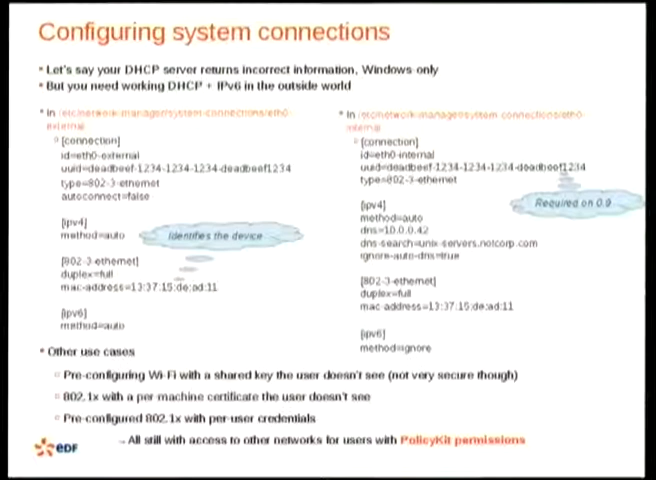 Configuring system connections
Let's say your DHCP server returns incorrect information, Windows-only
But you need working DHCP + IPv6 in the outside world
In /etc/network-manager/system-connections/eth0-
external
[connection]
id=eth0-external
uuid=deadbeef-1234-1234-1234-deadbeef1234
type=802-3-ethernet
autoconnect=false
[ipv4]
method=auto
Identifies the device
[802-3-ethernet]
duplex=full
mac-address=13:37:15:de:ad:11
[ipv6]
method=auto
In /etc/network-manager/system-connections/eth0-
internal
[connection]
id=eth0-internal
uuid=deadbeef-1234-1234-1234-deadbeef1234
type=802-3-ethernet
Required on 0.9
[ipv4]
method=auto
dns=10.0.0.42
dns-search=unix-servers.notcorp.com
ignore-auto-dns=true
[802-3-ethernet]
duplex=full
mac-address=13:37:15:de:ad:11
[ipv6]
method=ignore
Other use cases
Pre-configuring Wi-Fi with a shared key the user doesn't see (not very secure though)
802.1x with a per machine certificate the user doesn't see
Pre-configured 802.1x with per-user credentials
→ All still with access to other networks for users with PolicyKit permissions
eDF